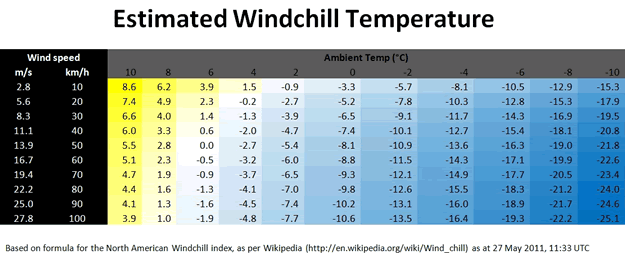 Estimated Windchill Temperature
Wind speed Ambient Temp (°C)
m/s km/h 10 8 6 4 2 0 -2 -4 -6 -8 -10
2.8 10 8.6 6.2 3.9 1.5 -0.9 -3.3 -5.7 -8.1 -10.5 -12.9 -15.3
5.6 20 7.4 4.9 2.3 -0.2 -2.7 -5.2 -7.8 -10.3 -12.8 -15.3 -17.9
8.3 30 6.6 4.0 1.4 -1.3 -3.9 -6.5 -9.1 -11.7 -14.3 -16.9 -19.5
11.1 40 6.0 3.3 0.6 -2.0 -4.7 -7.4 -10.1 -12.7 -15.4 -18.1 -20.8
13.9 50 5.5 2.8 0.0 -2.7 -5.4 -8.1 -10.9 -13.6 -16.3 -19.1 -21.8
16.7 60 5.1 2.3 -0.5 -3.2 -6.0 -8.8 -11.5 -14.3 -17.1 -19.9 -22.6
19.4 70 4.7 1.9 -0.9 -3.7 -6.5 -9.3 -12.1 -14.9 -17.7 -20.5 -23.4
22.2 80 4.4 1.6 -1.3 -4.1 -7.0 -9.8 -12.6 -15.5 -18.3 -21.2 -24.0
25.0 90 4.1 1.3 -1.6 -4.5 -7.4 -10.2 -13.1 -16.0 -18.9 -21.7 -24.6
27.8 100 3.9 1.0 -1.9 -4.8 -7.7 -10.6 -13.5 -16.4 -19.3 -22.2 -25.1
Based on formula for the North American Windchill index, as per Wikipedia (http://en.wikipedia.org/wiki/Wind_chill) as at 27 May 2011, 11:33 UTC